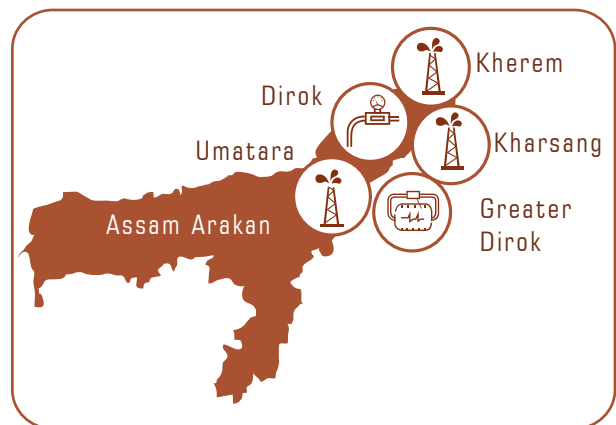 Kherem
Dirok
Kharsang
Umatara
Assam Arakan
Greater
Dirok